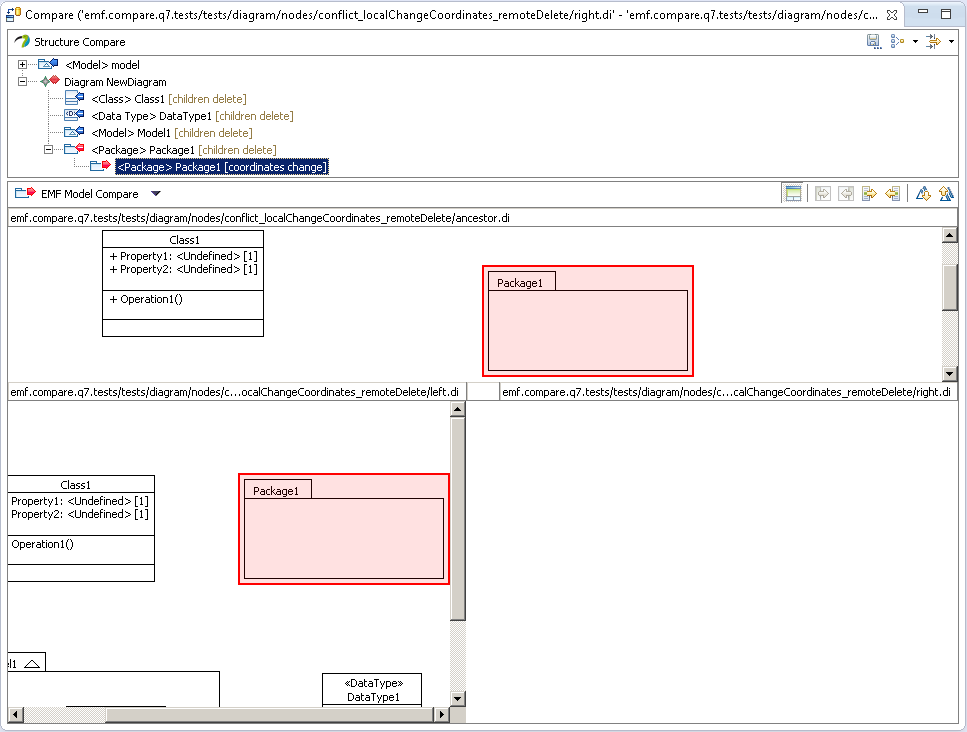 Compare ('emf.compare.q7.tests/tests/diagram/nodes/conflict_localChangeCoordinates_remoteDelete/right.di' - 'emf.compare.q7.tests/tests/diagram/nodes/c...
Structure Compare
<Model> model
Diagram NewDiagram
<Class> Class1 [children delete]
<Data Type> DataType1 [children delete]
<Model> Model1 [children delete]
<Package> Package1 [children delete]
<Package> Package1 [coordinates change]
EMF Model Compare
emf.compare.q7.tests/tests/diagram/nodes/conflict_localChangeCoordinates_remoteDelete/ancestor.di
Class1
+ Property1: <Undefined> [1]
+ Property2: <Undefined> [1]
+ Operation1()
Package1
emf.compare.q7.tests/tests/diagram/nodes/c...ocalChangeCoordinates_remoteDelete/left.di
emf.compare.q7.tests/tests/diagram/nodes/c...calChangeCoordinates_remoteDelete/right.di
Class1
Property1: <Undefined> [1]
Property2: <Undefined> [1]
Operation1()
Package1
el1
«DataType»
DataType1